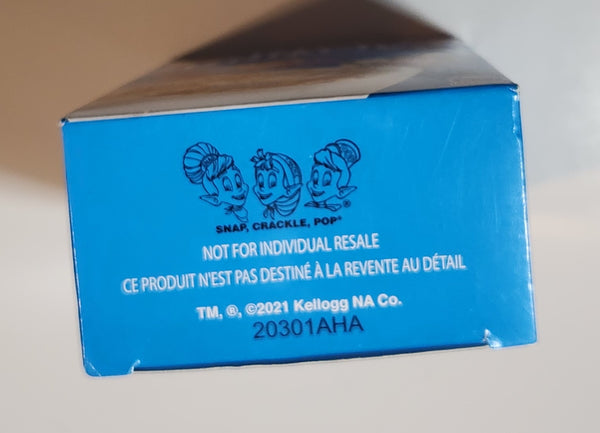 SNAP, CRACKLE, POP®
NOT FOR INDIVIDUAL RESALE
CE PRODUIT N'EST PAS DESTINÉ À LA REVENTE AU DÉTAIL
TM, ®, ©2021 Kellogg NA Co.
20301AHA